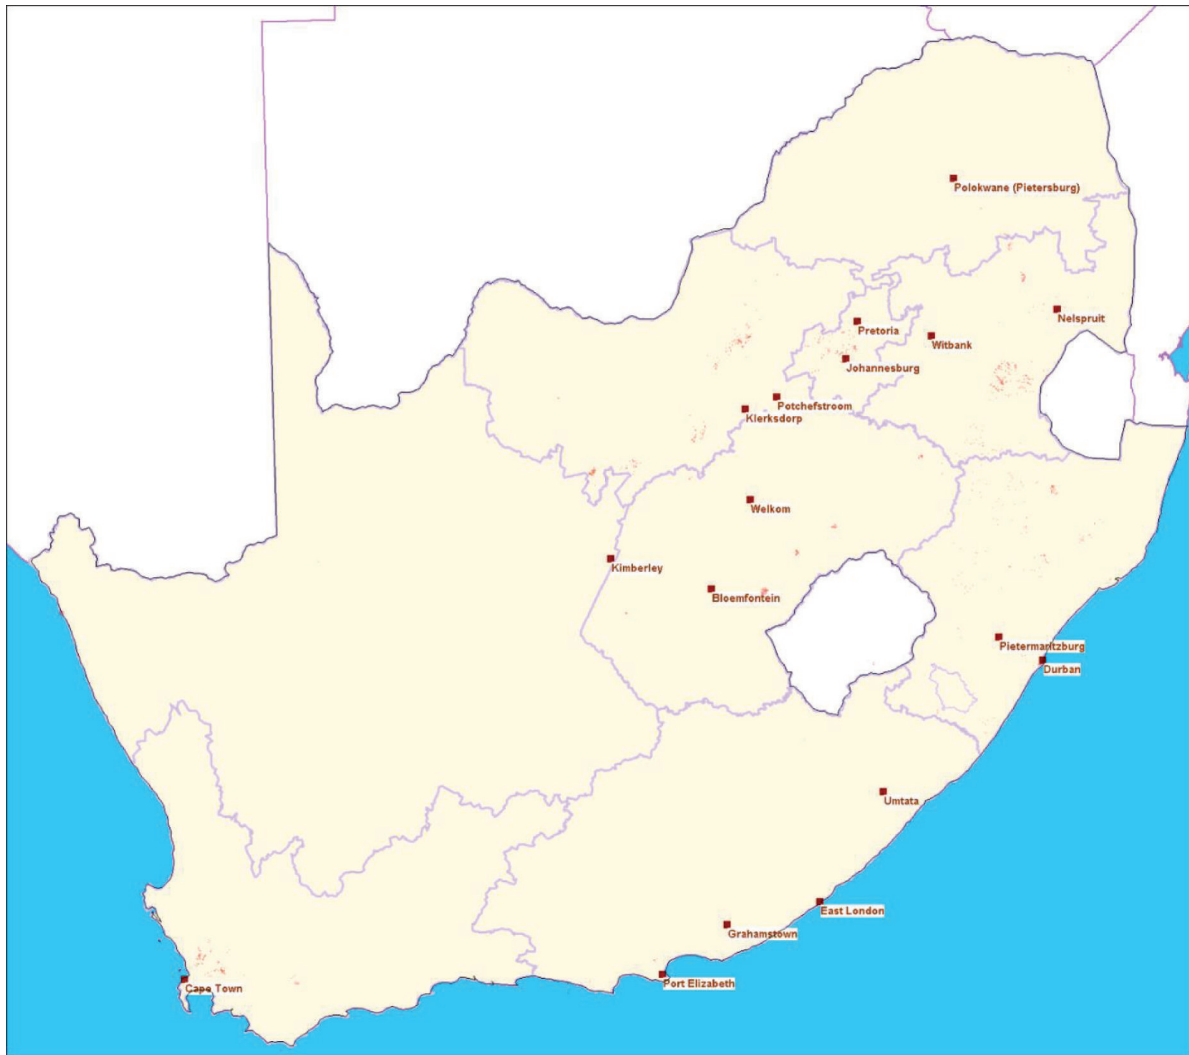 Polokwane (Pietersburg)
Nelspruit
Pretoria
Witbank
Johannesburg
Potchefstroom
Klerksdorp
Welkom
Kimberley
Bloemfontein
Pietermaritzburg
Durban
Umtata
East London
Grahamstown
Port Elizabeth
Cape Town